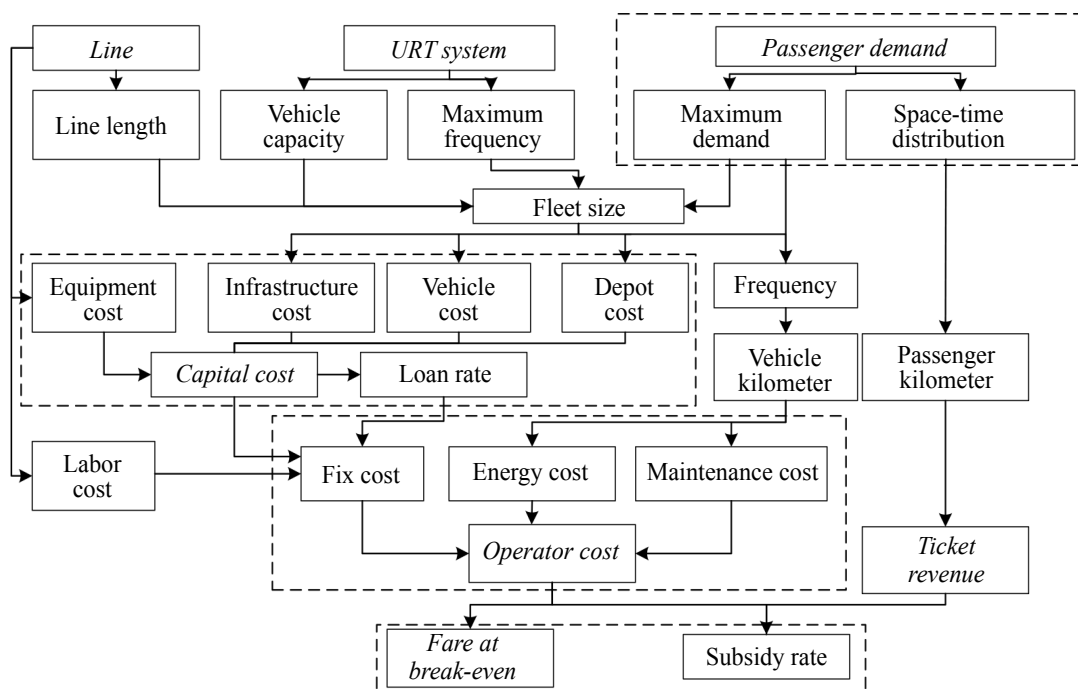 Line
URT system
Passenger demand
Line length
Vehicle
capacity
Maximum
frequency
Maximum
demand
Space-time
distribution
Fleet size
Equipment
cost
Infrastructure
cost
Vehicle
cost
Depot
cost
Frequency
Capital cost
Loan rate
Vehicle
kilometer
Passenger
kilometer
Labor
cost
Fix cost
Energy cost
Maintenance cost
Operator cost
Ticket
revenue
Fare at
break-even
Subsidy rate